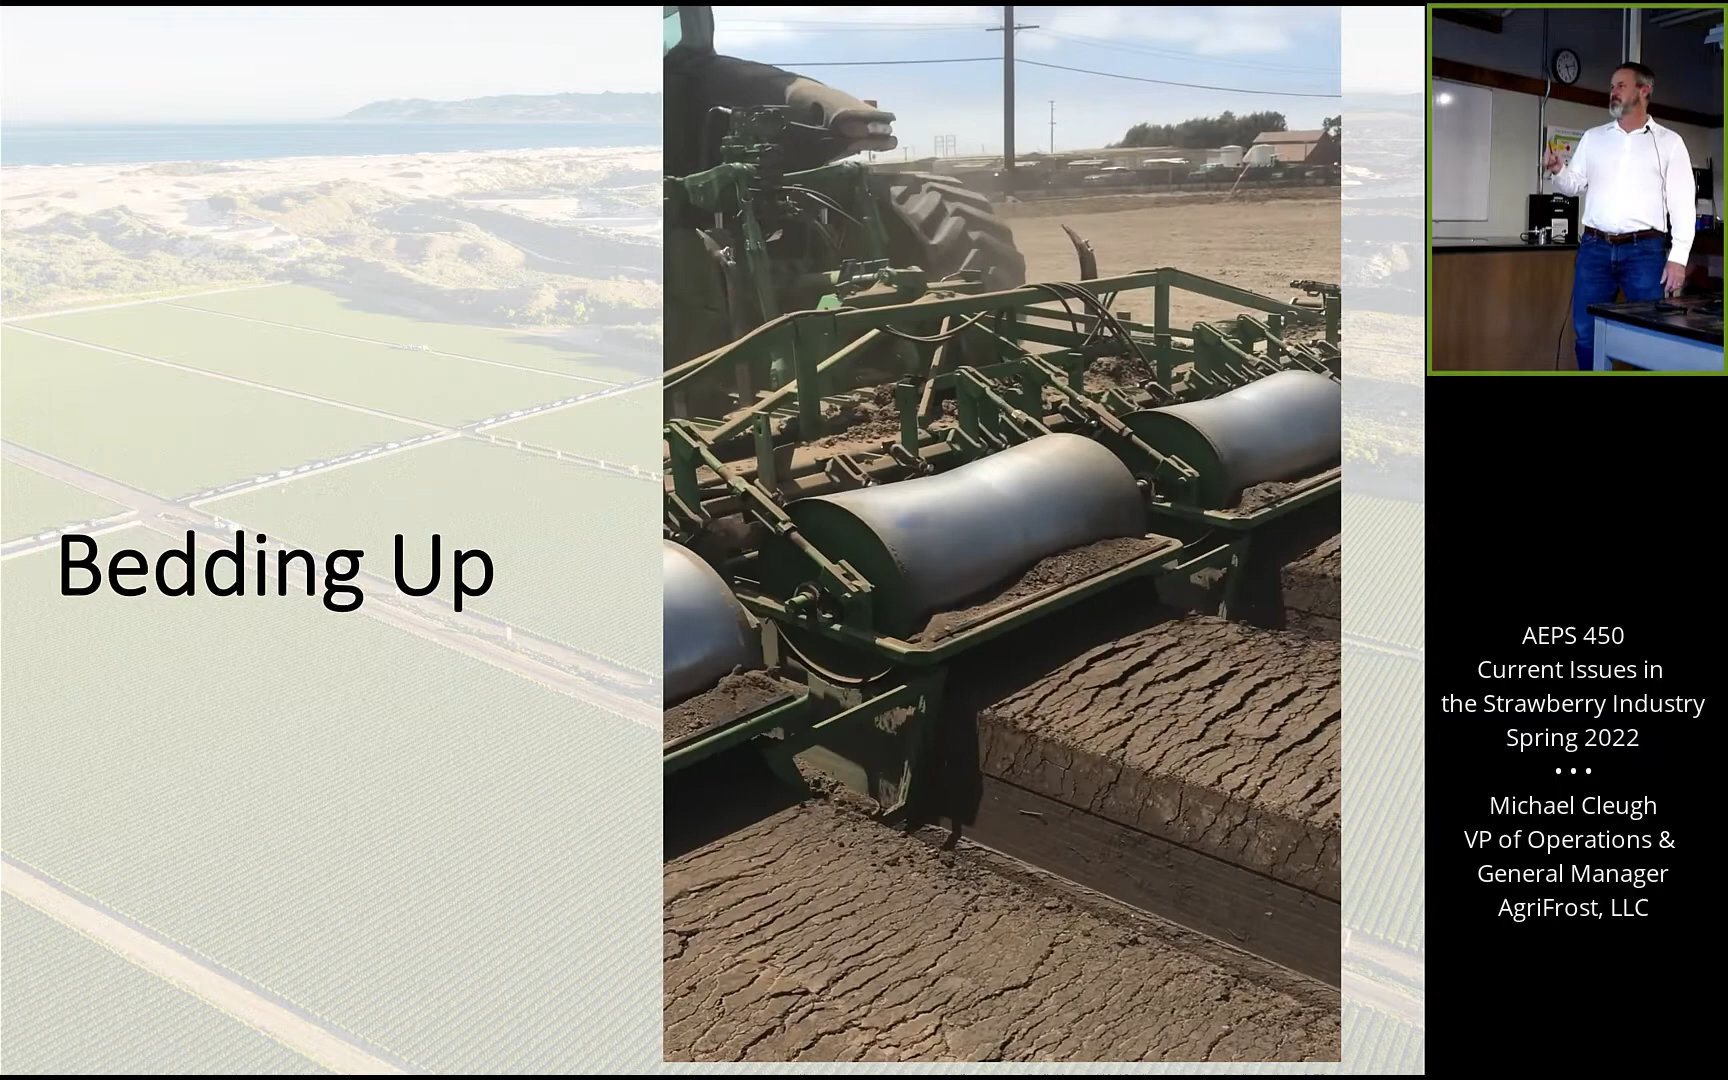 Bedding Up
AEPS 450
Current Issues in
the Strawberry Industry
Spring 2022
• • •
Michael Cleugh
VP of Operations &
General Manager
AgriFrost, LLC